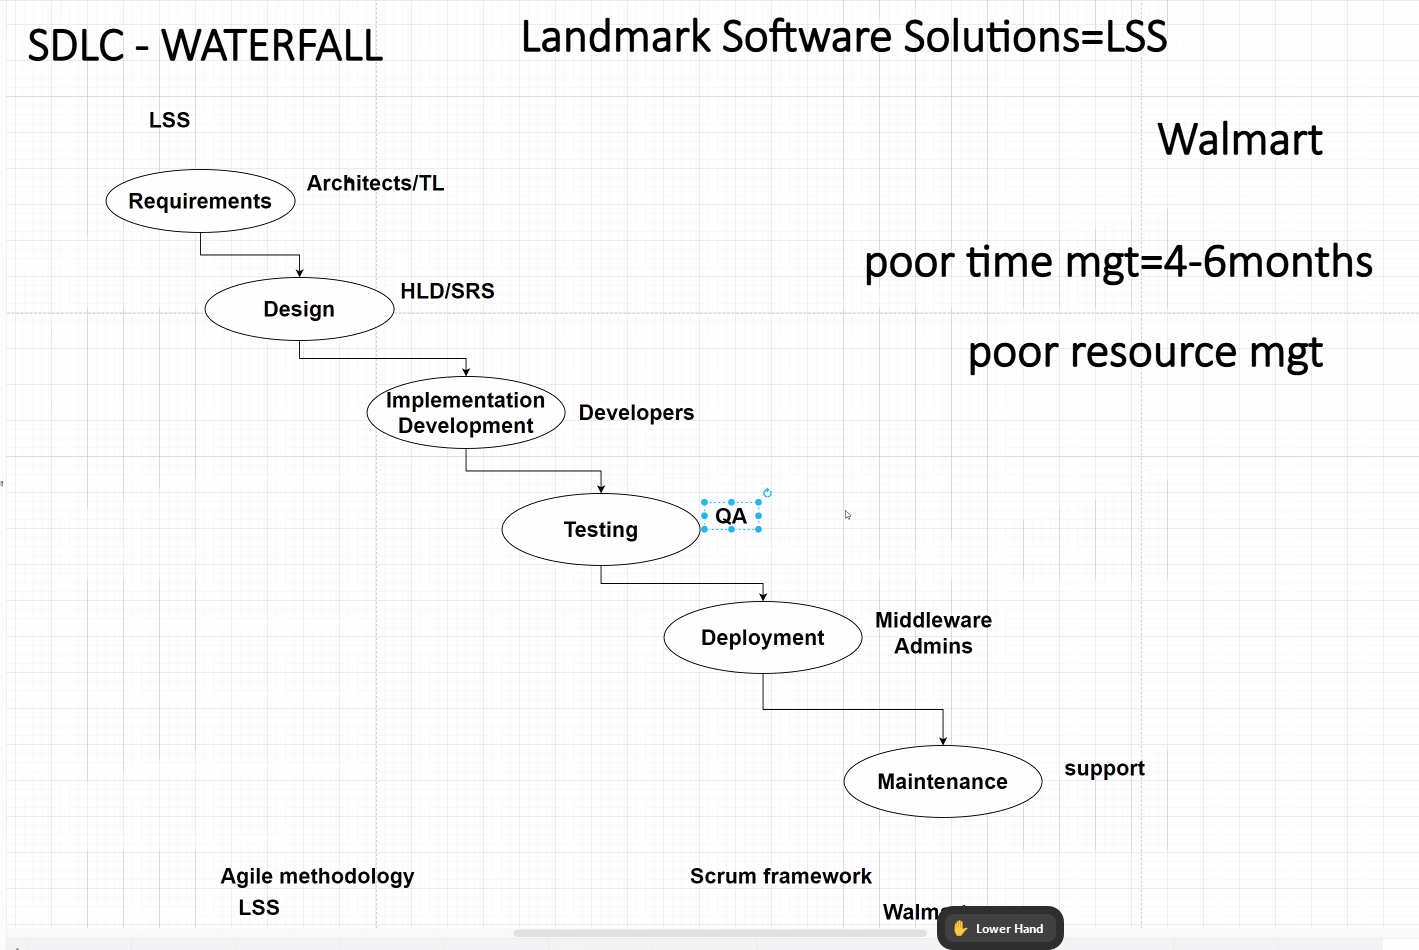 SDLC - WATERFALL
Landmark Software Solutions=LSS
LSS
Walmart
Requirements
Architects/TL
poor time mgt=4-6months
Design
HLD/SRS
poor resource mgt
Implementation
Development
Developers
Testing
QA
Deployment
Middleware
Admins
Maintenance
support
Agile methodology
Scrum framework
LSS
Lower Hand